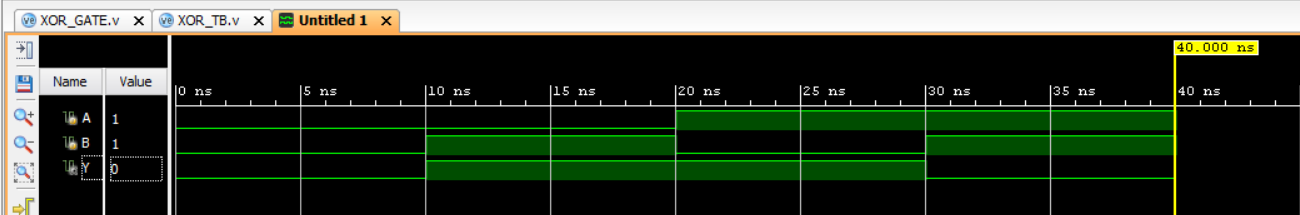 XOR_GATE.v XOR_TB.v Untitled 1
40.000 ns
Name Value
0 ns 5 ns 10 ns 15 ns 20 ns 25 ns 30 ns 35 ns 40 ns
A 1
B 1
Y 0